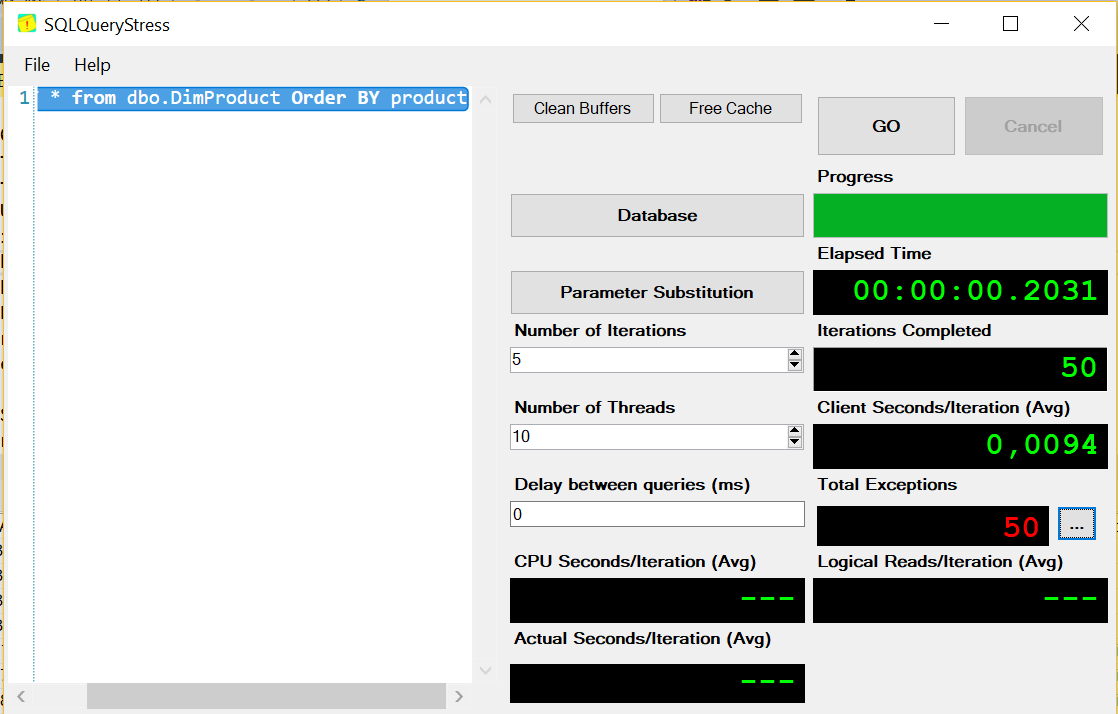 SQLQueryStress
File Help
1 * from dbo.DimProduct Order BY product
Clean Buffers
Free Cache
GO
Cancel
Progress
Database
Elapsed Time
00:00:00.2031
Parameter Substitution
Number of Iterations
5
Iterations Completed
50
Number of Threads
10
Client Seconds/Iteration (Avg)
0,0094
Delay between queries (ms)
0
Total Exceptions
50
...
CPU Seconds/Iteration (Avg)
---
Logical Reads/Iteration (Avg)
---
Actual Seconds/Iteration (Avg)
---